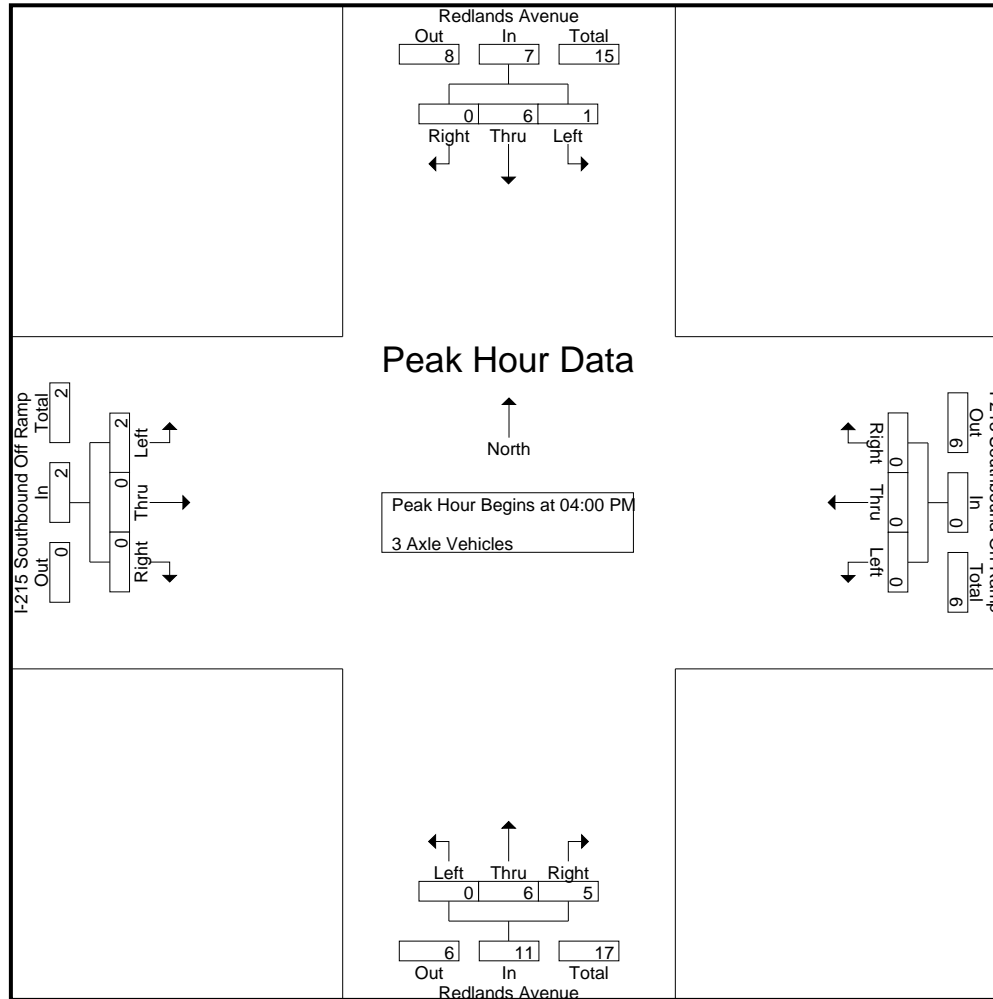 Redlands Avenue
Out In Total
8 7 15
0 6 1
Right Thru Left
Peak Hour Data
North
Peak Hour Begins at 04:00 PM
3 Axle Vehicles
I-215 Southbound Off Ramp
Total In Out
2 2 0
2 0 0
Left Thru Right
Out In Total
6 0 6
0 0 0
Right Thru Left
Left Thru Right
0 6 5
6 11 17
Out In Total
Redlands Avenue